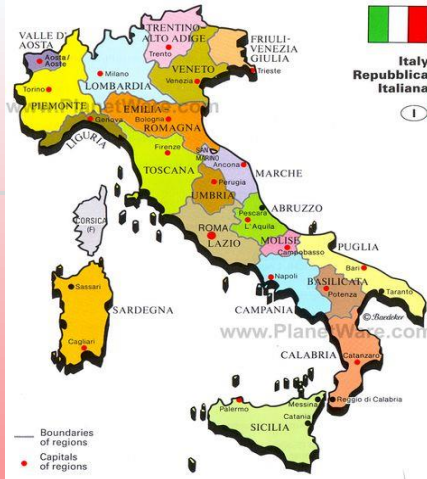 VALLE D'
AOSTA
TRENTINO
ALTO ADIGE
FRIULI-
VENEZIA
GIULIA
Italy
Repubblica
Italiana
I
Aosta/
Aoste
Trento
VENETO
Trieste
Milano
LOMBARDIA
Venezia
Torino
www.PlanetWare.com
PIEMONTE
EMILIA
Bologna
ROMAGNA
Genova
LIGURIA
Firenze
SAN
MARINO
TOSCANA
Ancona
MARCHE
Perugia
UMBRIA
ABRUZZO
Pescara
L'Aquila
CORSICA
(F)
ROMA
LAZIO
MOLISE
Campobasso
PUGLIA
Bari
Napoli
BASILICATA
Potenza
Taranto
Sassari
SARDEGNA
CAMPANIA
© Baedeker
www.PlanetWare.com
CALABRIA
Catanzaro
Cagliari
Reggio di Calabria
Messina
Palermo
Catania
SICILIA
Boundaries
of regions
Capitals
of regions